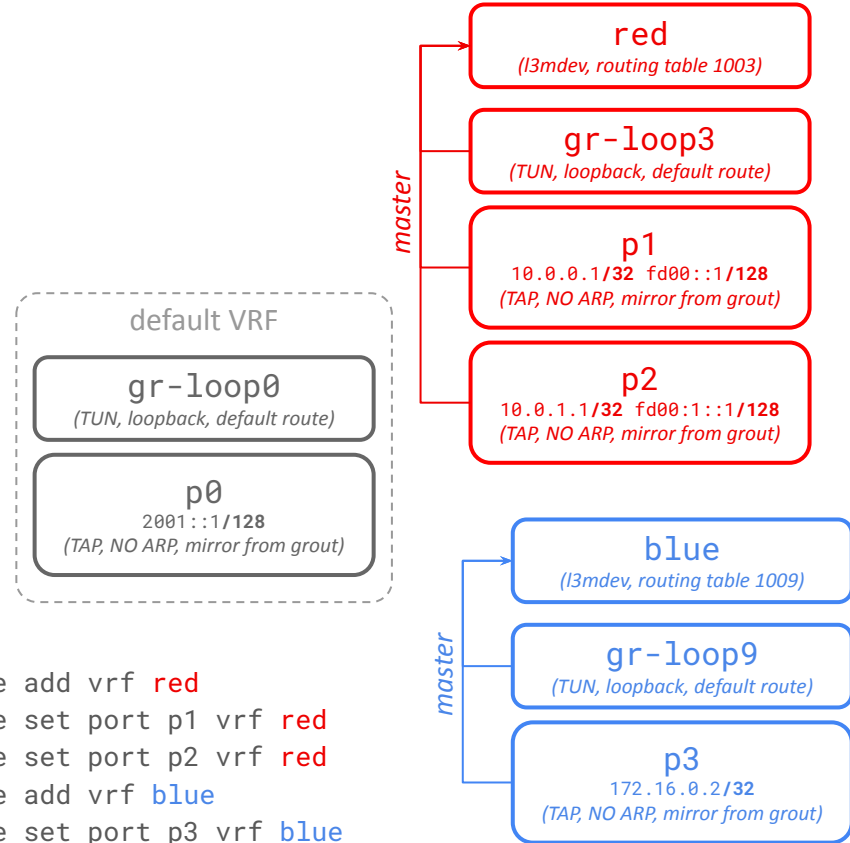 red
(l3mdev, routing table 1003)
gr-loop3
(TUN, loopback, default route)
master
p1
10.0.0.1/32 fd00::1/128
(TAP, NO ARP, mirror from grout)
p2
10.0.1.1/32 fd00:1::1/128
(TAP, NO ARP, mirror from grout)
default VRF
gr-loop0
(TUN, loopback, default route)
p0
2001::1/128
(TAP, NO ARP, mirror from grout)
blue
(l3mdev, routing table 1009)
gr-loop9
(TUN, loopback, default route)
master
p3
172.16.0.2/32
(TAP, NO ARP, mirror from grout)
e add vrf red
e set port p1 vrf red
e set port p2 vrf red
e add vrf blue
e set port p3 vrf blue